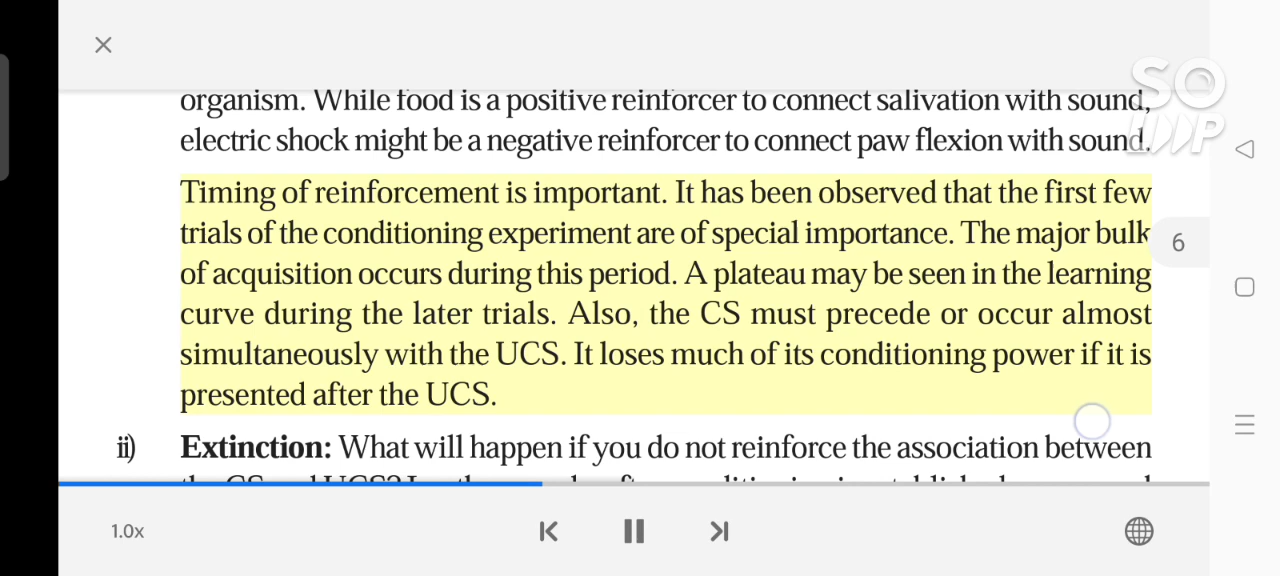 organism. While food is a positive reinforcer to connect salivation with sound,
electric shock might be a negative reinforcer to connect paw flexion with sound.
Timing of reinforcement is important. It has been observed that the first few
trials of the conditioning experiment are of special importance. The major bulk
of acquisition occurs during this period. A plateau may be seen in the learning
curve during the later trials. Also, the CS must precede or occur almost
simultaneously with the UCS. It loses much of its conditioning power if it is
presented after the UCS.
ii) Extinction: What will happen if you do not reinforce the association between
6
1.0x